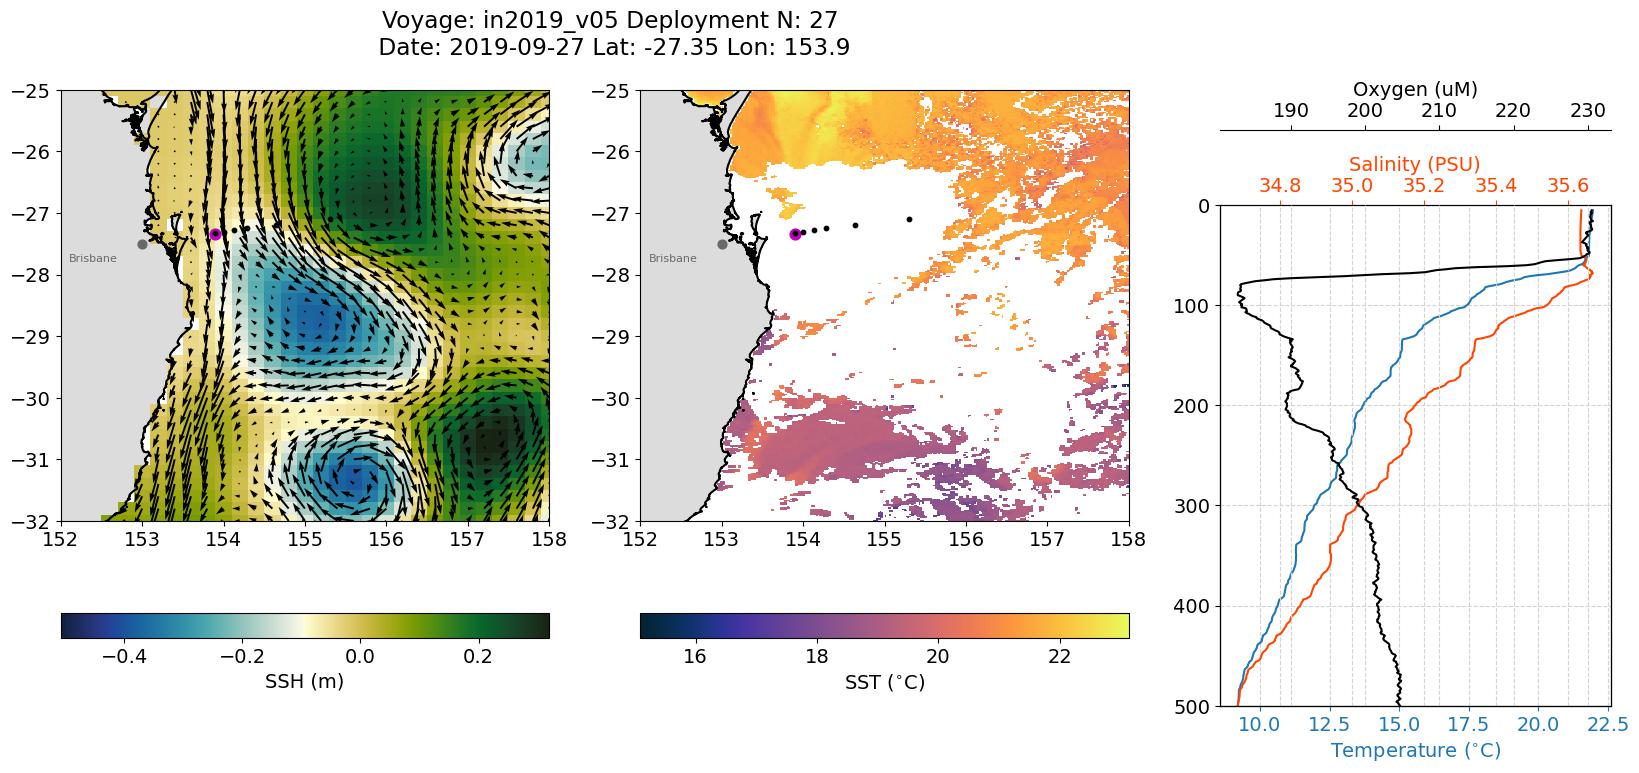 Voyage: in2019_v05 Deployment N: 27
Date: 2019-09-27 Lat: -27.35 Lon: 153.9
−25
−26
−27
−28
−29
−30
−31
−32
152 153 154 155 156 157 158
Brisbane
−0.4 −0.2 0.0 0.2
SSH (m)
−25
−26
−27
−28
−29
−30
−31
−32
152 153 154 155 156 157 158
Brisbane
16 18 20 22
SST (°C)
Oxygen (uM)
190 200 210 220 230
Salinity (PSU)
34.8 35.0 35.2 35.4 35.6
0
100
200
300
400
500
10.0 12.5 15.0 17.5 20.0 22.5
Temperature (°C)